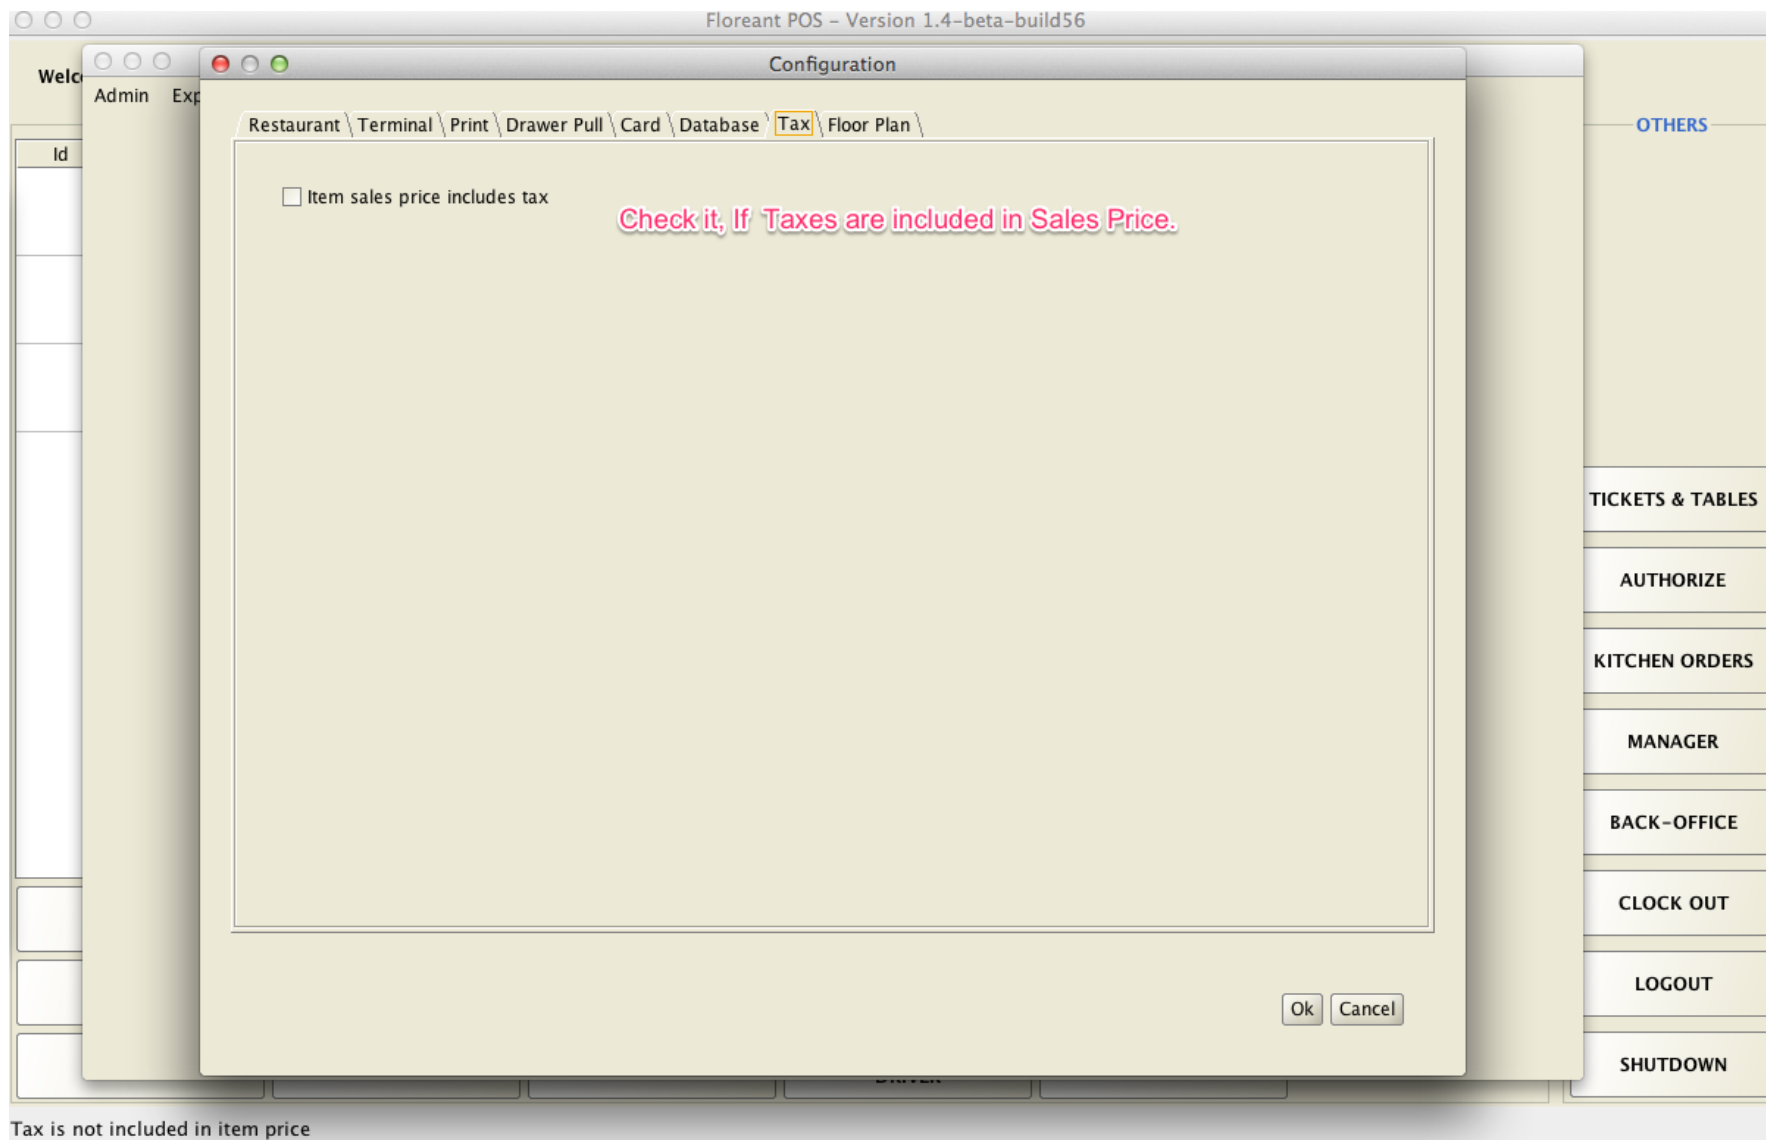 Floreant POS – Version 1.4–beta–build56
Configuration
Admin
Restaurant
Terminal
Print
Drawer Pull
Card
Database
Tax
Floor Plan
OTHERS
Id
Item sales price includes tax
Check it, If Taxes are included in Sales Price.
TICKETS & TABLES
AUTHORIZE
KITCHEN ORDERS
MANAGER
BACK-OFFICE
CLOCK OUT
LOGOUT
Ok
Cancel
SHUTDOWN
Tax is not included in item price